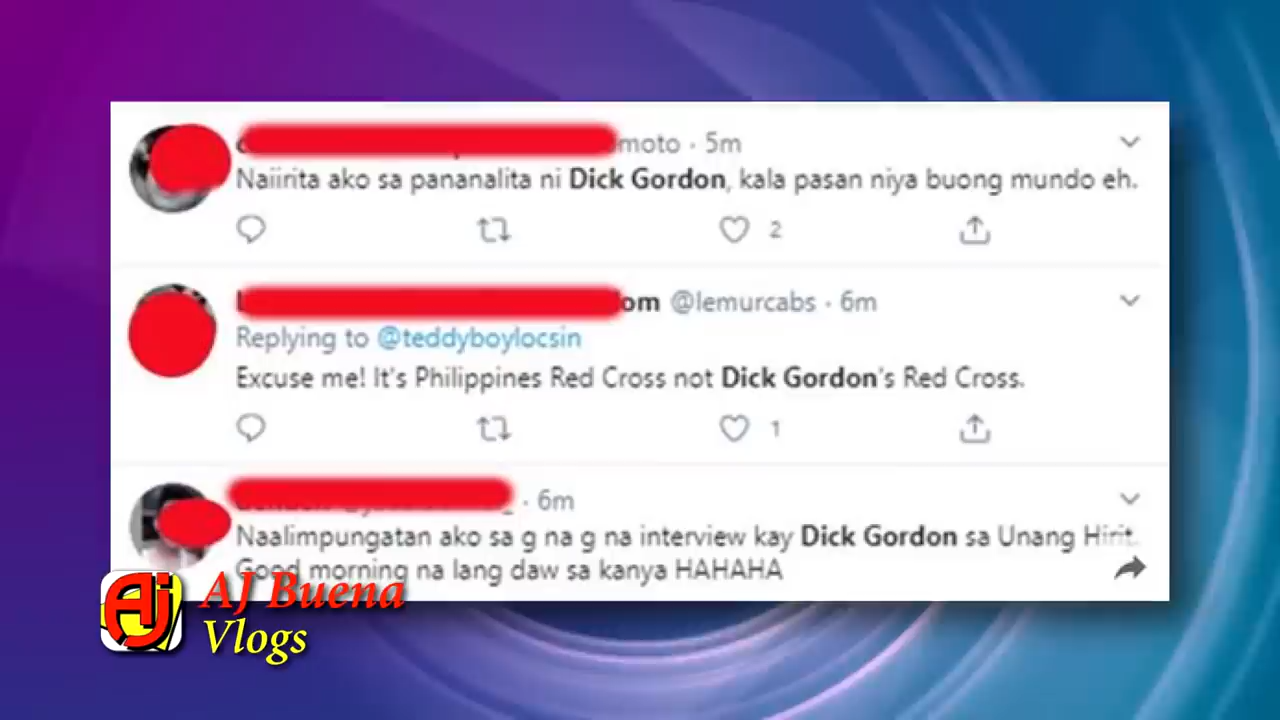 moto · 5m
Naiirita ako sa pananalita ni Dick Gordon, kala pasan niya buong mundo eh.
2
om @lemurcabs · 6m
Replying to @teddyboylocsin
Excuse me! It's Philippines Red Cross not Dick Gordon's Red Cross.
1
· 6m
Naalimpungatan ako sa g na g na interview kay Dick Gordon sa Unang Hirit.
Good morning na lang daw sa kanya HAHAHA
AJ AJ Buena
Vlogs